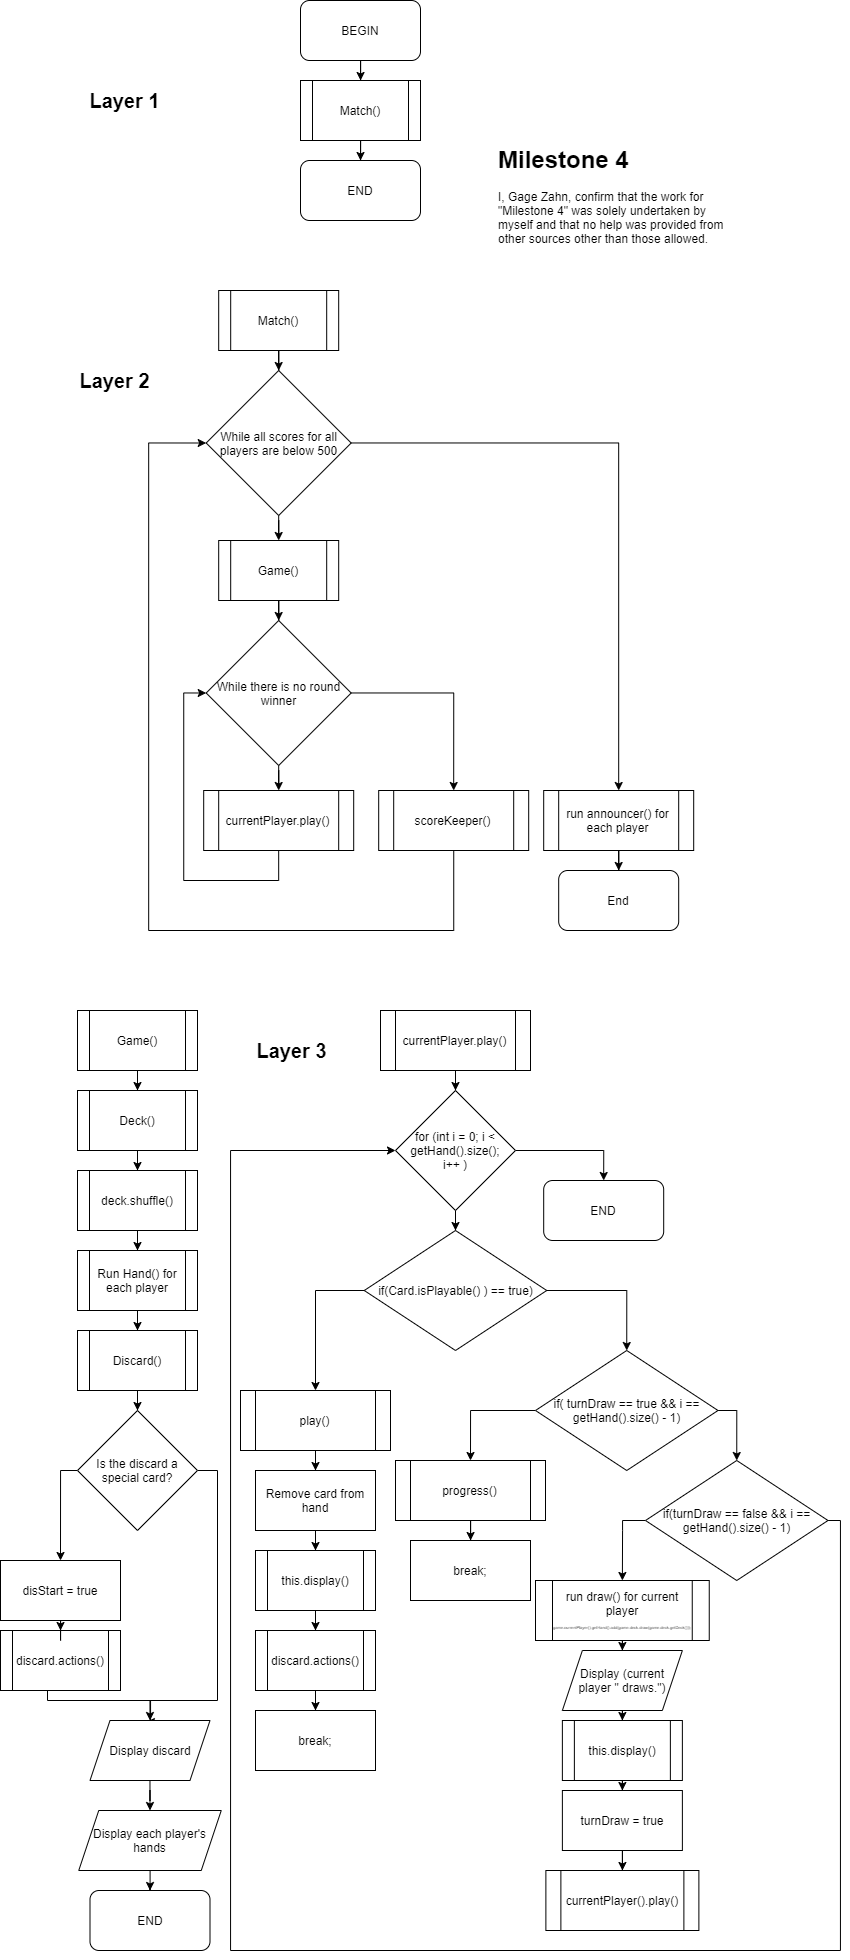 BEGIN
Layer 1
Match()
END
Milestone 4
I, Gage Zahn, confirm that the work for
"Milestone 4" was solely undertaken by
myself and that no help was provided from
other sources other than those allowed.
Match()
Layer 2
While all scores for all
players are below 500
Game()
While there is no round
winner
currentPlayer.play()
scoreKeeper()
run announcer() for
each player
End
Layer 3
Game()
Deck()
deck.shuffle()
Run Hand() for
each player
Discard()
Is the discard a
special card?
disStart = true
discard.actions()
Display discard
Display each player's
hands
END
currentPlayer.play()
for (int i = 0; i <
getHand().size();
i++ )
END
if(Card.isPlayable() ) == true)
play()
Remove card from
hand
this.display()
discard.actions()
break;
if( turnDraw == true && i ==
getHand().size() - 1)
progress()
break;
if(turnDraw == false && i ==
getHand().size() - 1)
run draw() for current
player
Display (current
player " draws.")
this.display()
turnDraw = true
currentPlayer().play()